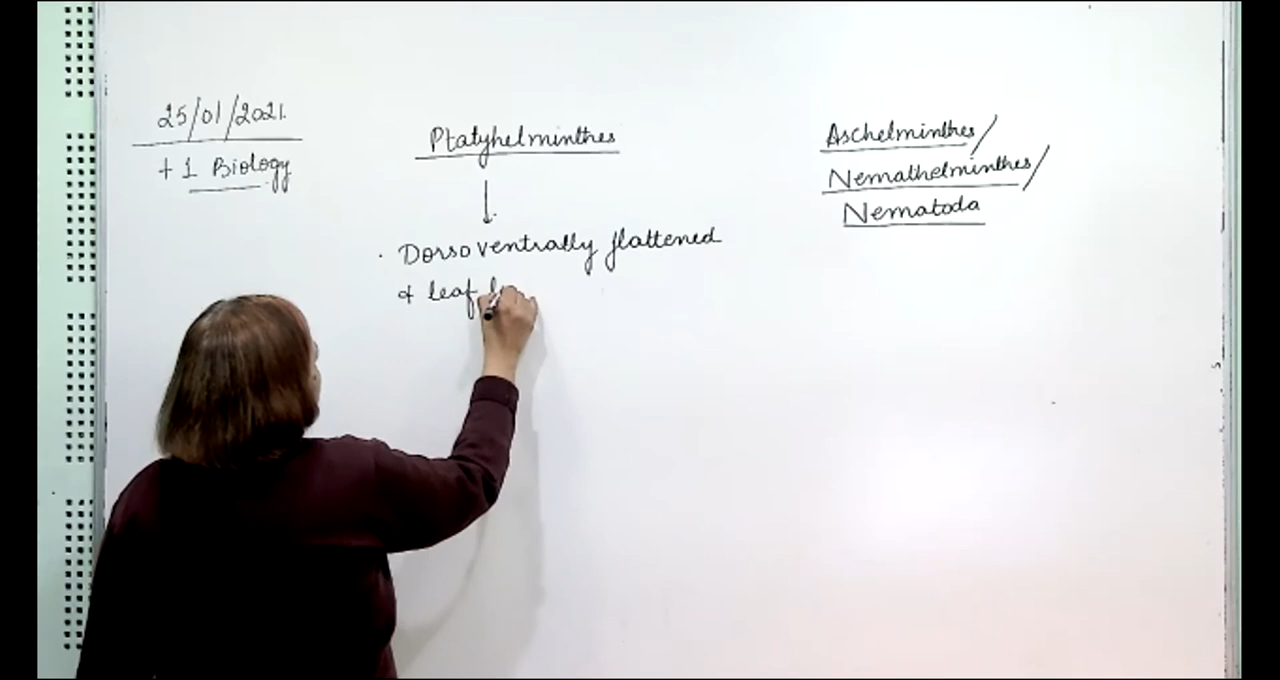 25/01/2021.
+ 1 Biology
Platyhelminthes
. Dorsoventrally flattened
& leaf
Aschelminthes/
Nemathelminthes/
Nematoda